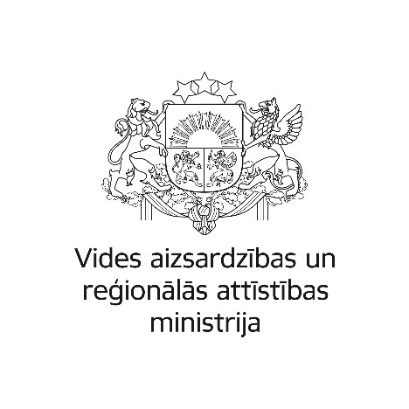 Vides aizsardzības un
reģionālās attīstības
ministrija